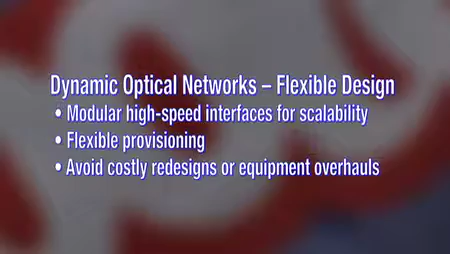 Dynamic Optical Networks – Flexible Design
• Modular high-speed interfaces for scalability
• Flexible provisioning
• Avoid costly redesigns or equipment overhauls